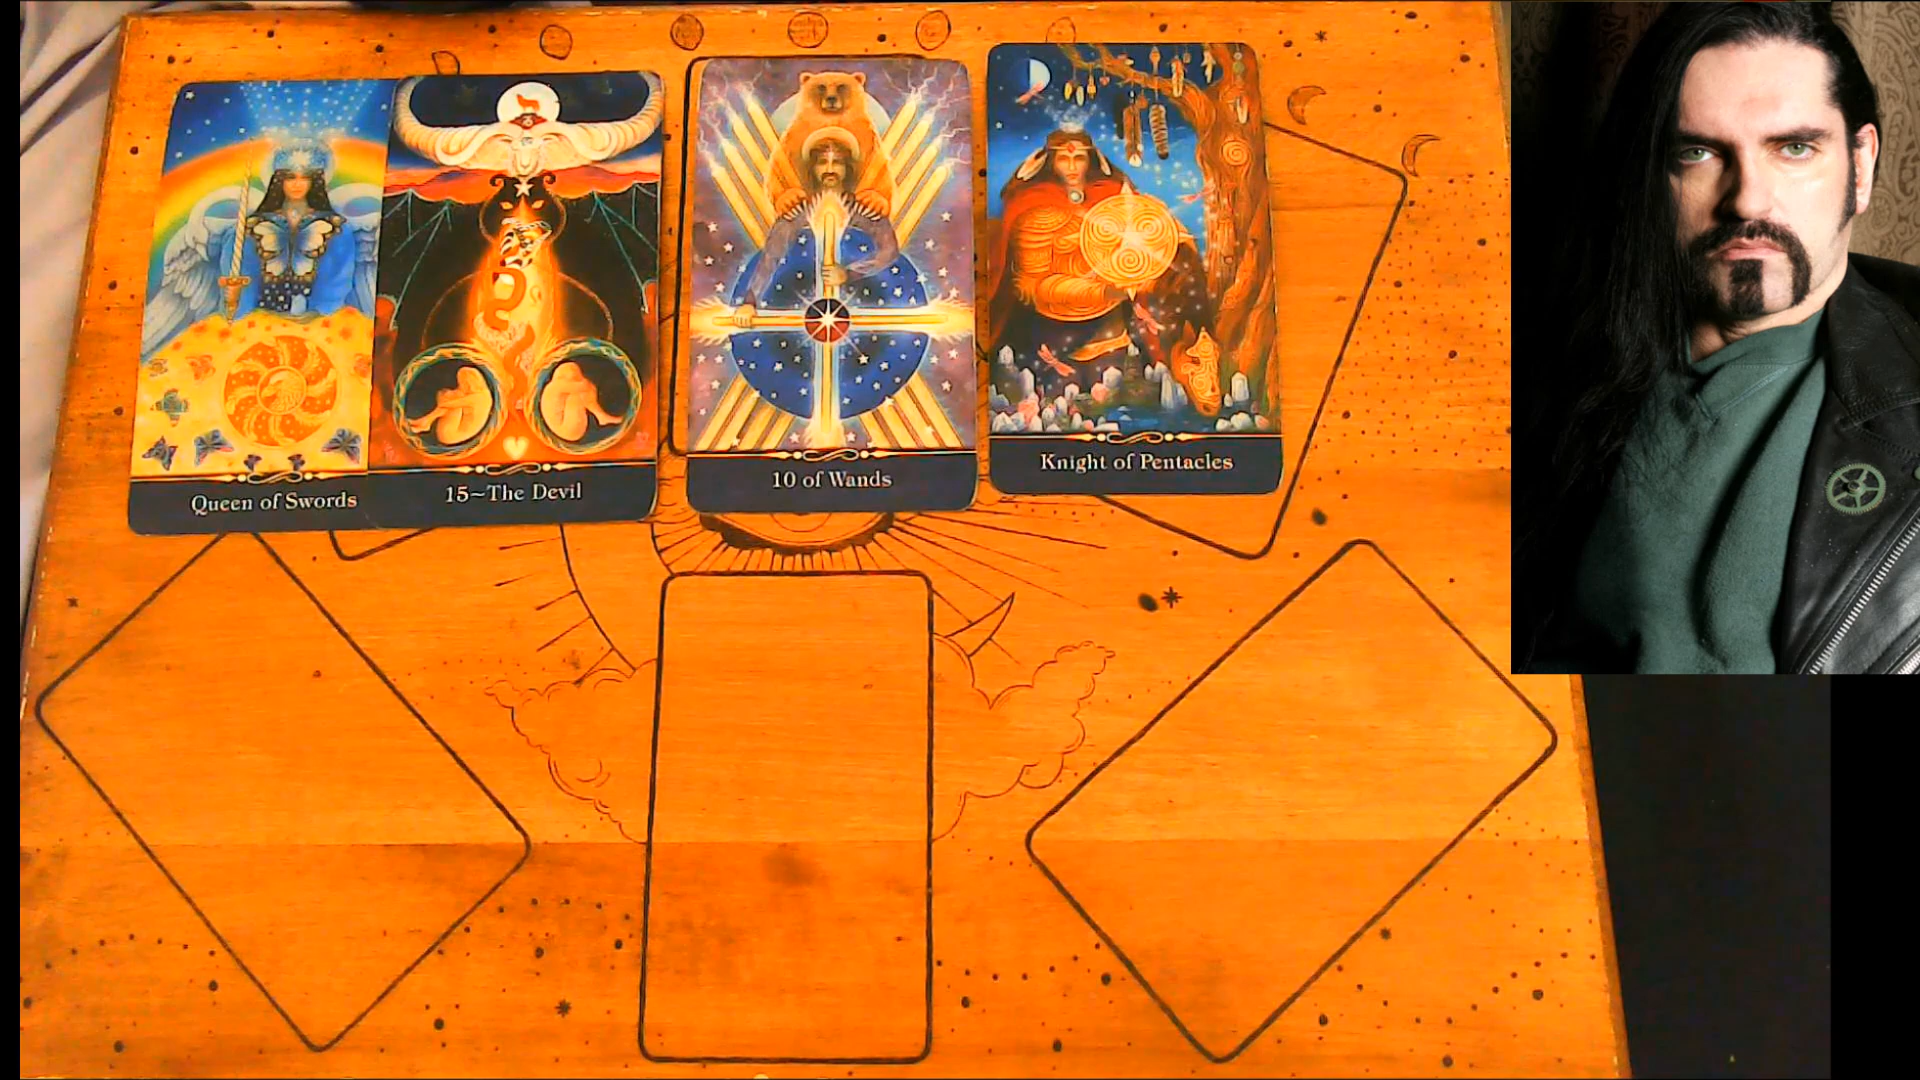 Queen of Swords
15~The Devil
10 of Wands
Knight of Pentacles